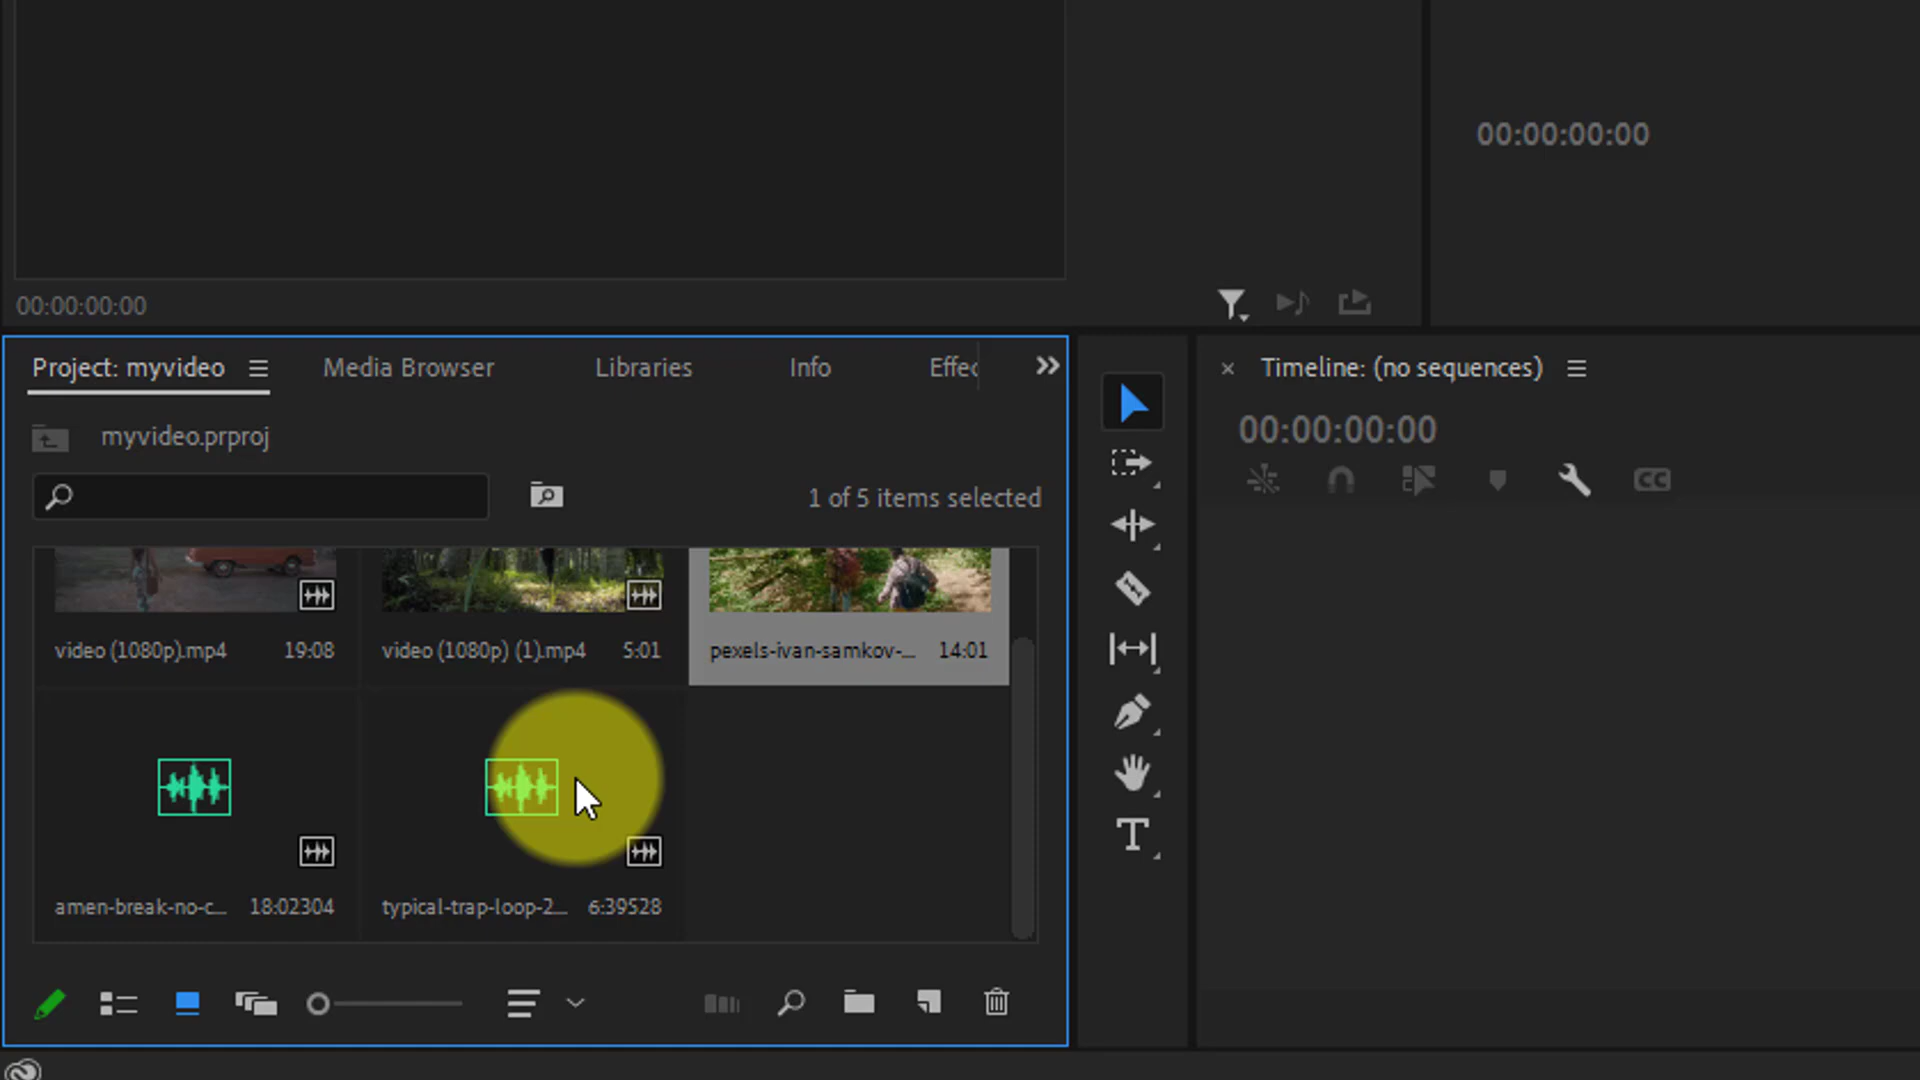 00:00:00:00
00:00:00:00
Project: myvideo
Media Browser
Libraries
Info
Effec
Timeline: (no sequences)
myvideo.prproj
00:00:00:00
1 of 5 items selected
CC
video (1080p).mp4 19:08
video (1080p) (1).mp4 5:01
pexels-ivan-samkov-... 14:01
amen-break-no-c... 18:02304
typical-trap-loop-2... 6:39528